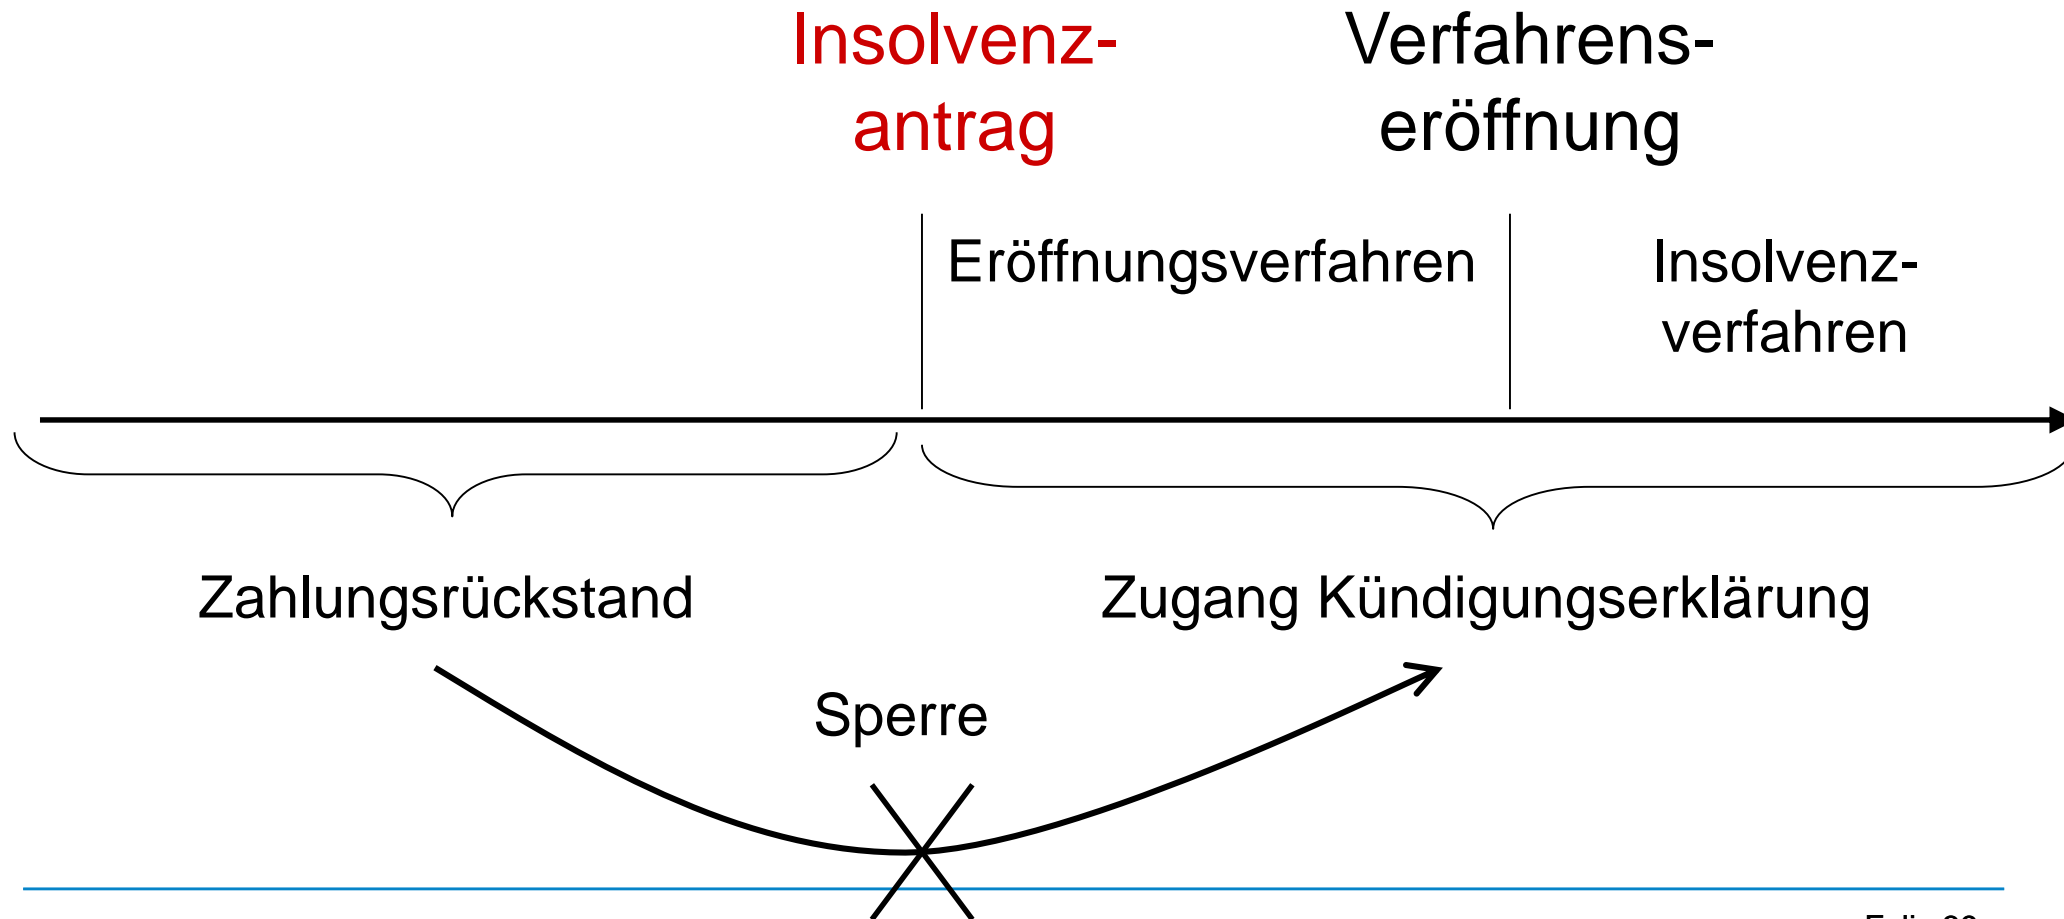 Insolvenz-
antrag
Verfahrens-
eröffnung
Eröffnungsverfahren
Insolvenz-
verfahren
Zahlungsrückstand
Zugang Kündigungserklärung
Sperre